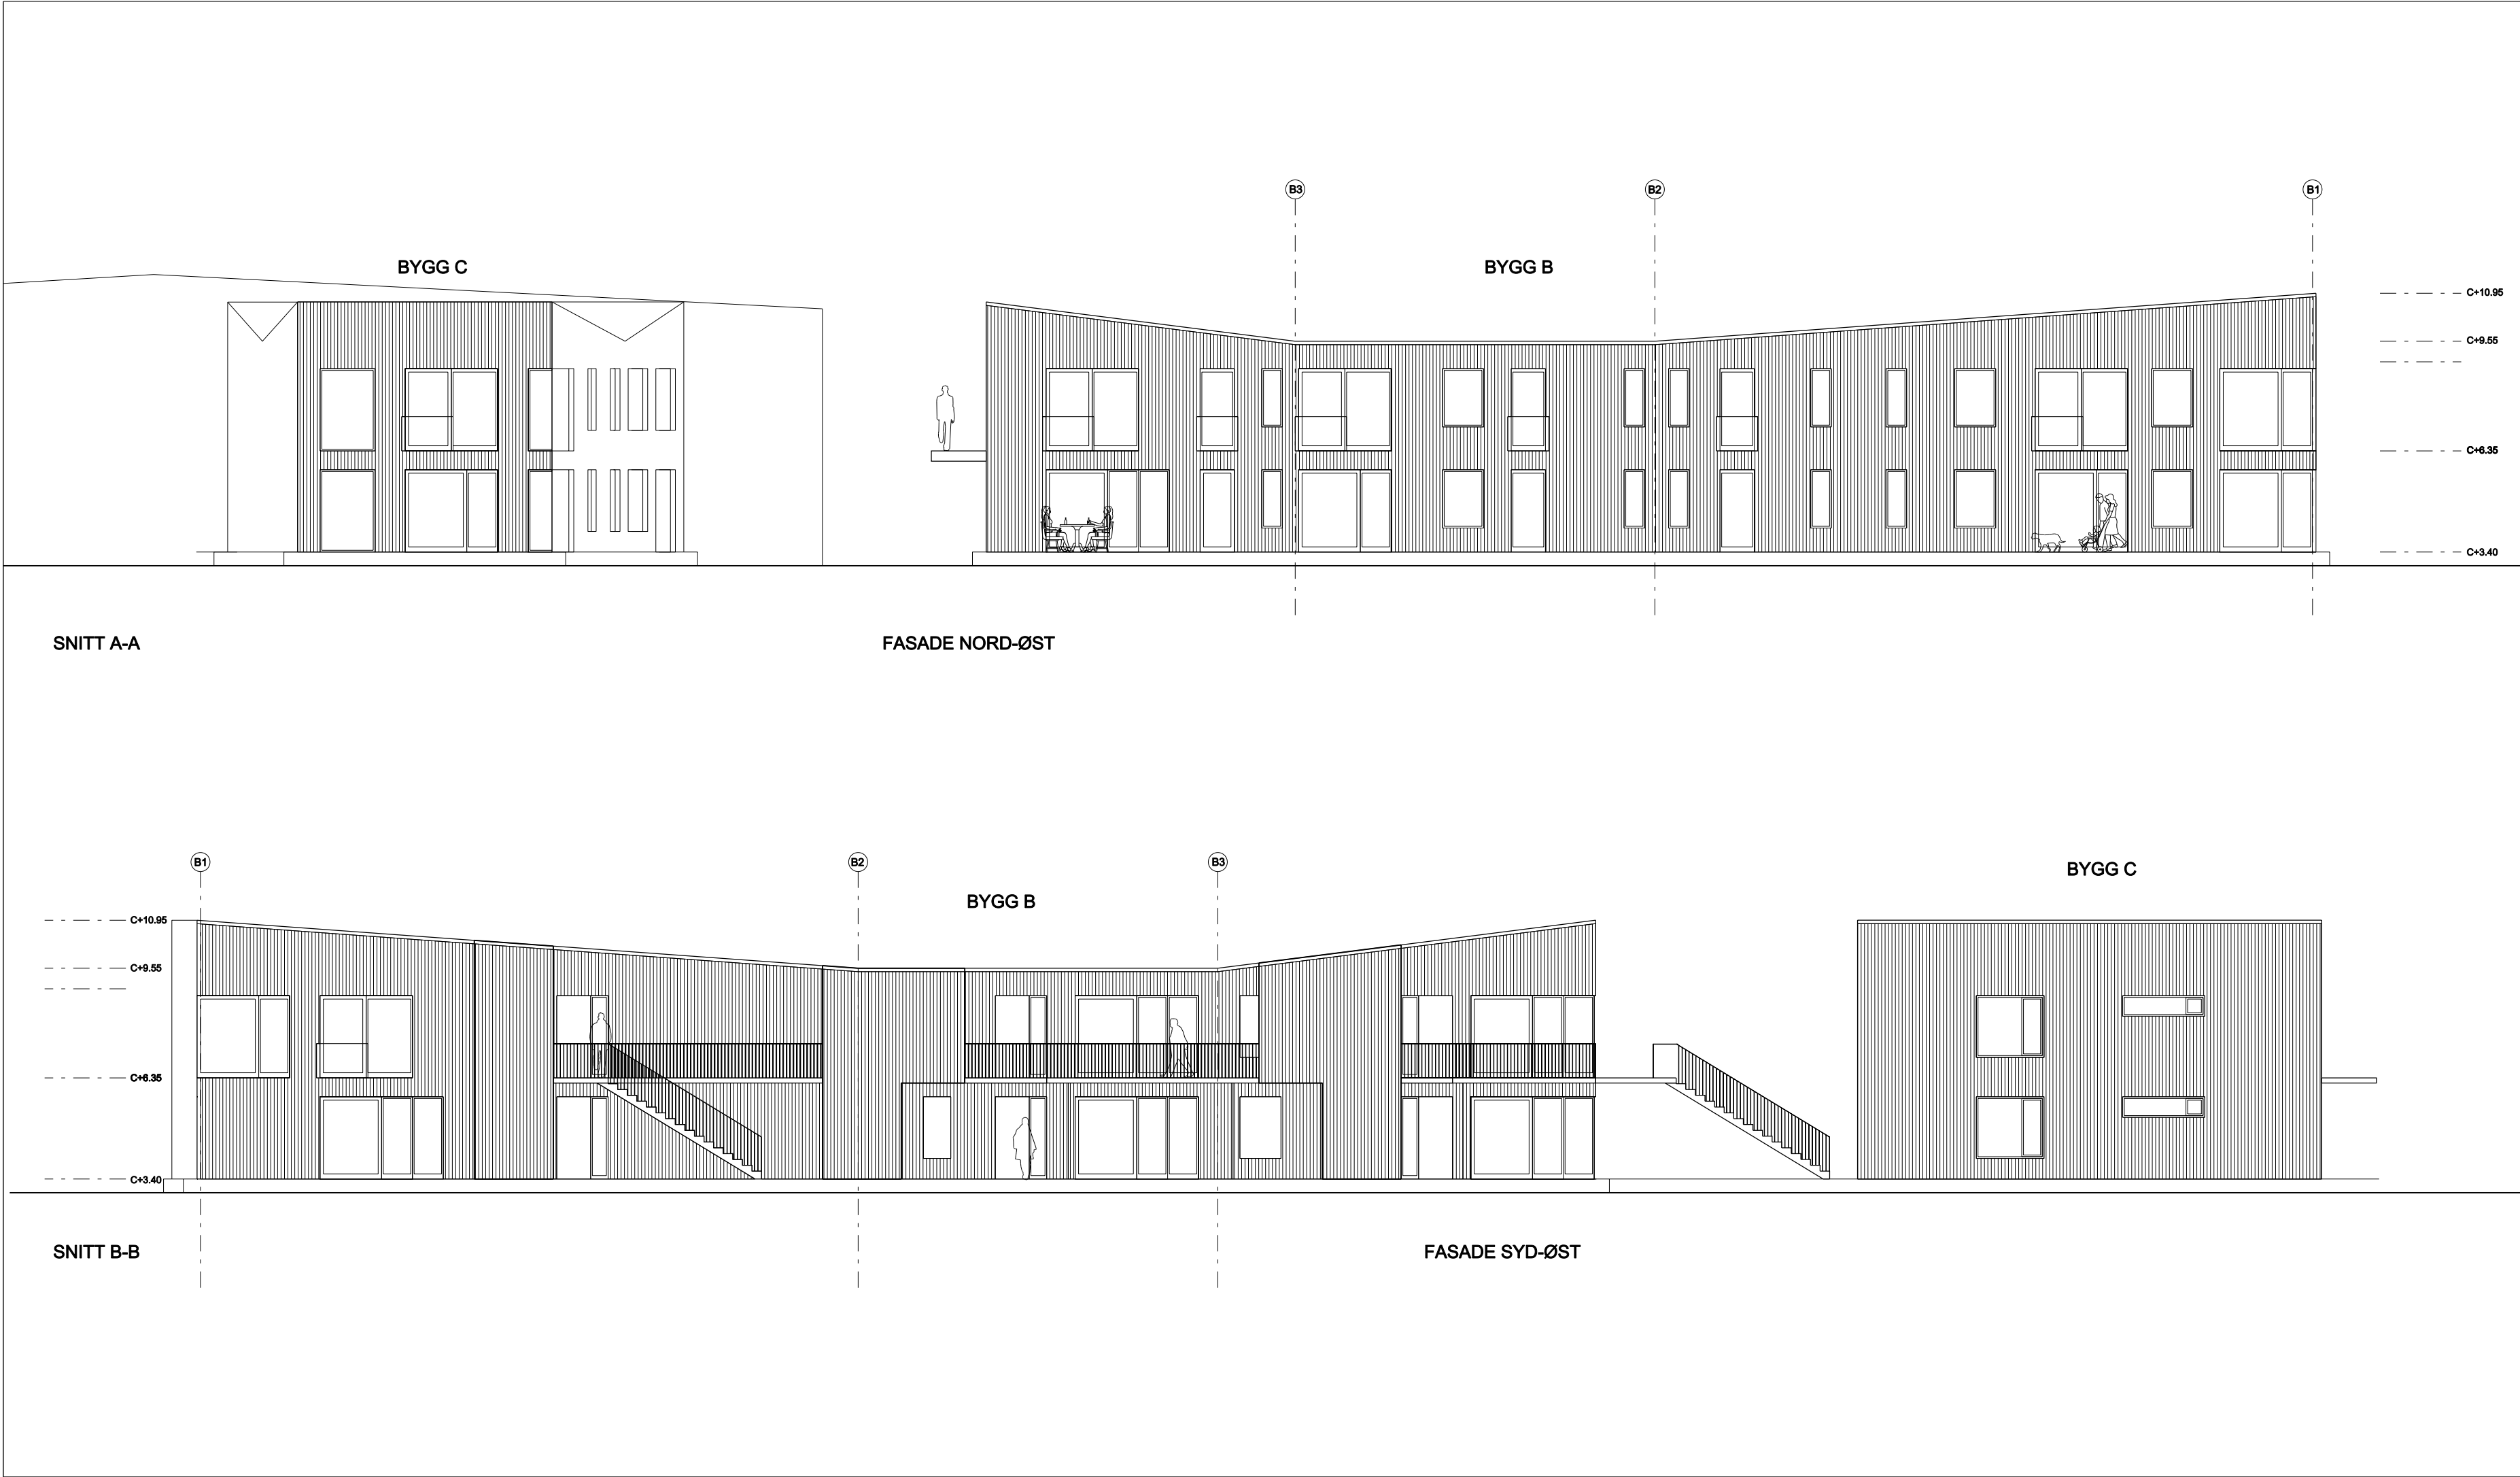 B3
B2
B1
BYGG C
BYGG B
C+10.95
C+9.55
C+6.35
C+3.40
SNITT A-A
FASADE NORD-ØST
B1
B2
B3
BYGG C
BYGG B
C+10.95
C+9.55
C+6.35
C+3.40
SNITT B-B
FASADE SYD-ØST